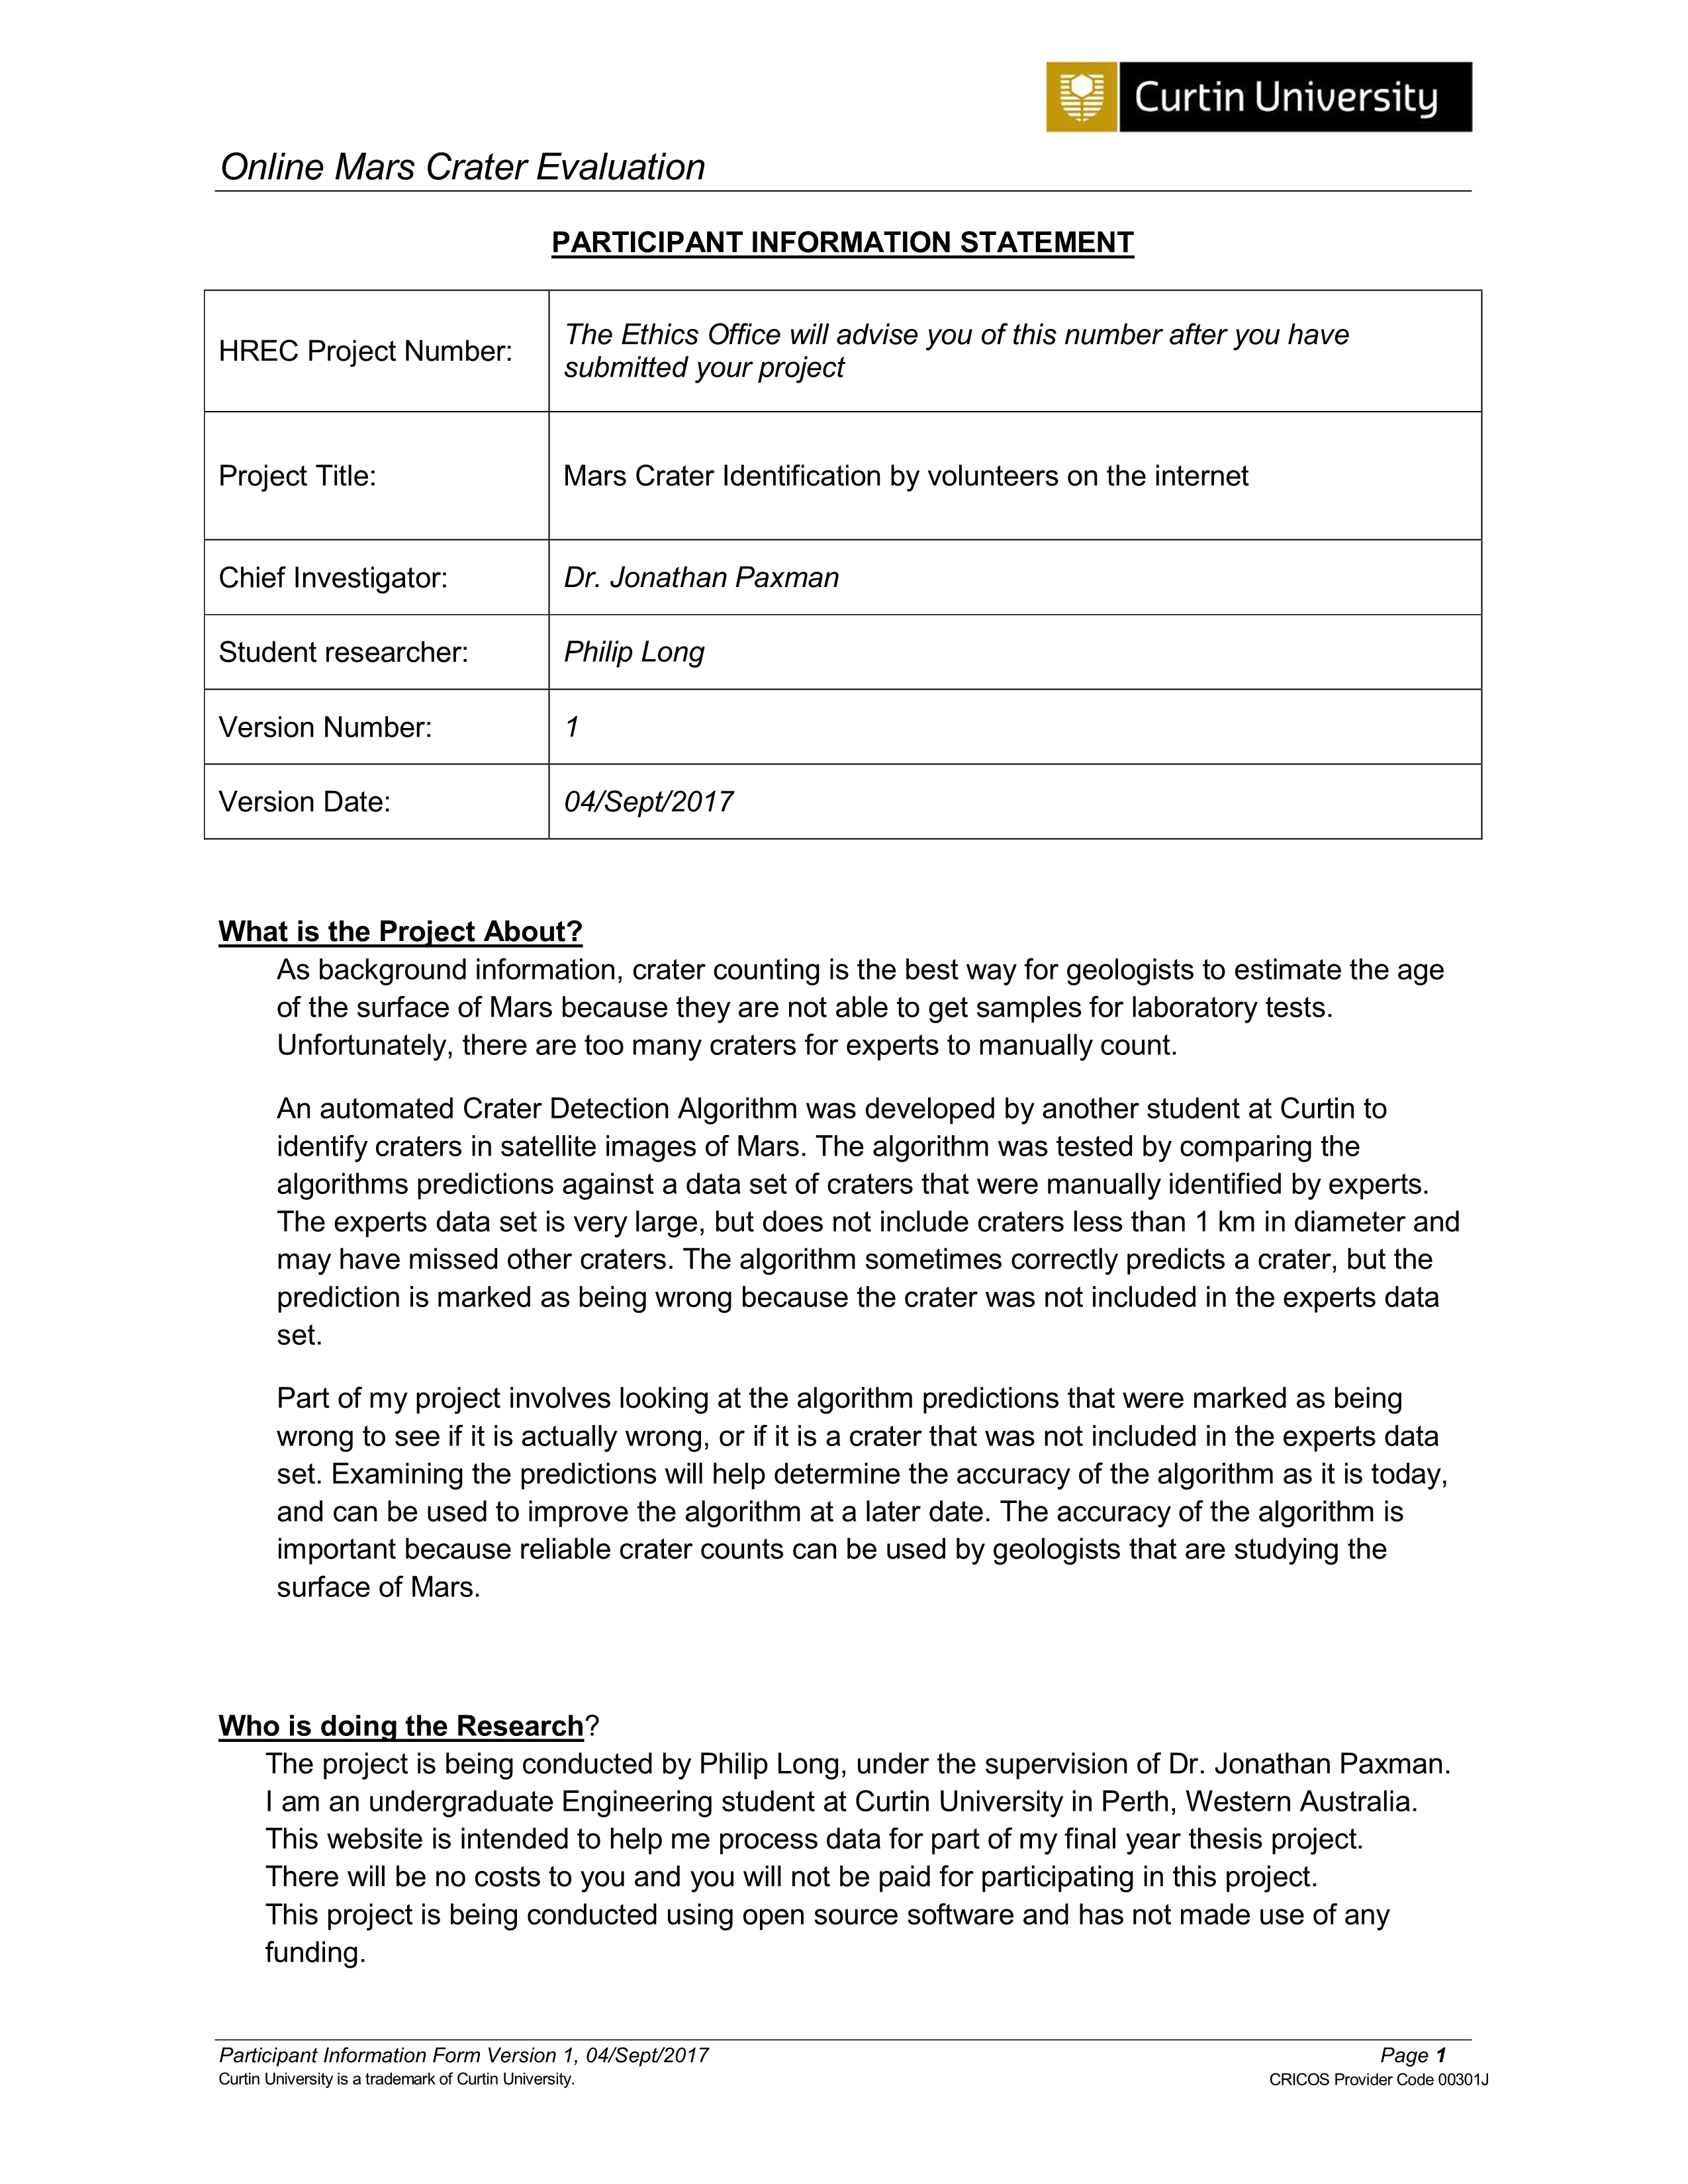 Curtin University
Online Mars Crater Evaluation
PARTICIPANT INFORMATION STATEMENT
HREC Project Number:
The Ethics Office will advise you of this number after you have
submitted your project
Project Title:
Mars Crater Identification by volunteers on the internet
Chief Investigator:
Dr. Jonathan Paxman
Student researcher:
Philip Long
Version Number:
1
Version Date:
04/Sept/2017
What is the Project About?
As background information, crater counting is the best way for geologists to estimate the age
of the surface of Mars because they are not able to get samples for laboratory tests.
Unfortunately, there are too many craters for experts to manually count.
An automated Crater Detection Algorithm was developed by another student at Curtin to
identify craters in satellite images of Mars. The algorithm was tested by comparing the
algorithms predictions against a data set of craters that were manually identified by experts.
The experts data set is very large, but does not include craters less than 1 km in diameter and
may have missed other craters. The algorithm sometimes correctly predicts a crater, but the
prediction is marked as being wrong because the crater was not included in the experts data
set.
Part of my project involves looking at the algorithm predictions that were marked as being
wrong to see if it is actually wrong, or if it is a crater that was not included in the experts data
set. Examining the predictions will help determine the accuracy of the algorithm as it is today,
and can be used to improve the algorithm at a later date. The accuracy of the algorithm is
important because reliable crater counts can be used by geologists that are studying the
surface of Mars.
Who is doing the Research?
The project is being conducted by Philip Long, under the supervision of Dr. Jonathan Paxman.
I am an undergraduate Engineering student at Curtin University in Perth, Western Australia.
This website is intended to help me process data for part of my final year thesis project.
There will be no costs to you and you will not be paid for participating in this project.
This project is being conducted using open source software and has not made use of any
funding.
Participant Information Form Version 1, 04/Sept/2017
Page 1
Curtin University is a trademark of Curtin University.
CRICOS Provider Code 00301J